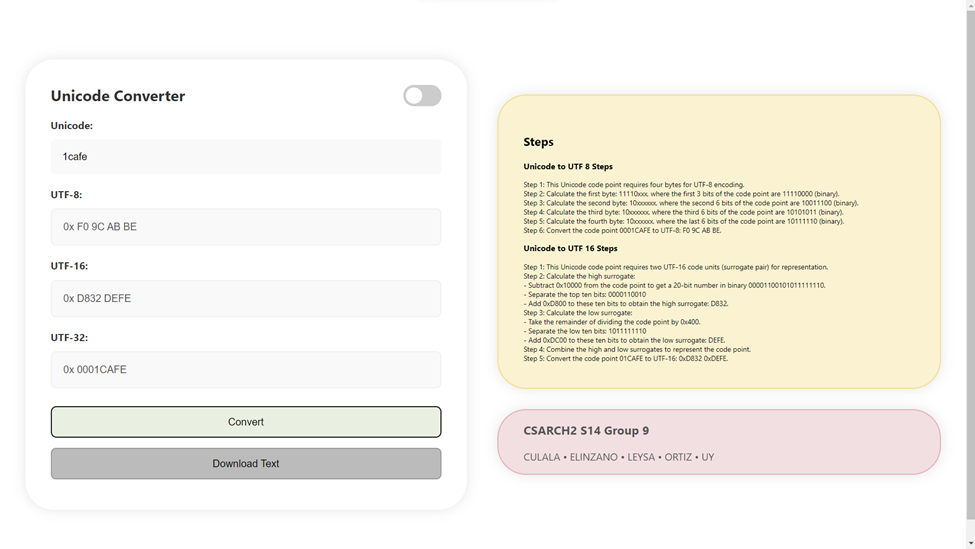 Unicode Converter
Unicode:
1cafe
UTF-8:
0x F0 9C AB BE
UTF-16:
0x D832 DEFE
UTF-32:
0x 0001CAFE
Convert
Download Text
Steps
Unicode to UTF 8 Steps
Step 1: This Unicode code point requires four bytes for UTF-8 encoding.
Step 2: Calculate the first byte: 11110xxx. where the first 3 bits of the code point are 11110000 (binary).
Step 3: Calculate the second byte: 10xxxxxx. where the second 6 bits of the code point are 10011100 (binary).
Step 4: Calculate the third byte: 10xxxxxx. where the third 6 bits of the code point are 10101011 (binary).
Step 5: Calculate the fourth byte: 10xxxxxx. where the last 6 bits of the code point are 10111110 (binary).
Step 6: Convert the code point 0001CAFE to UTF-8: F0 9C AB BE.
Unicode to UTF 16 Steps
Step 1: This Unicode code point requires two UTF-16 code units (surrogate pair) for representation.
Step 2: Calculate the high surrogate:
- Subtract 0x10000 from the code point to get a 20-bit number in binary 00001100101011111110.
- Separate the top ten bits: 0000110010
- Add 0xD800 to these ten bits to obtain the high surrogate: D832.
Step 3: Calculate the low surrogate:
- Take the remainder of dividing the code point by 0x400.
- Separate the low ten bits: 1011111110
- Add 0xDC00 to these ten bits to obtain the low surrogate: DEFE.
Step 4: Combine the high and low surrogates to represent the code point.
Step 5: Convert the code point 01CAFE to UTF-16: 0xD832 0xDEFE.
CSARCH2 S14 Group 9
CULALA • ELINZANO • LEYSA • ORTIZ • UY